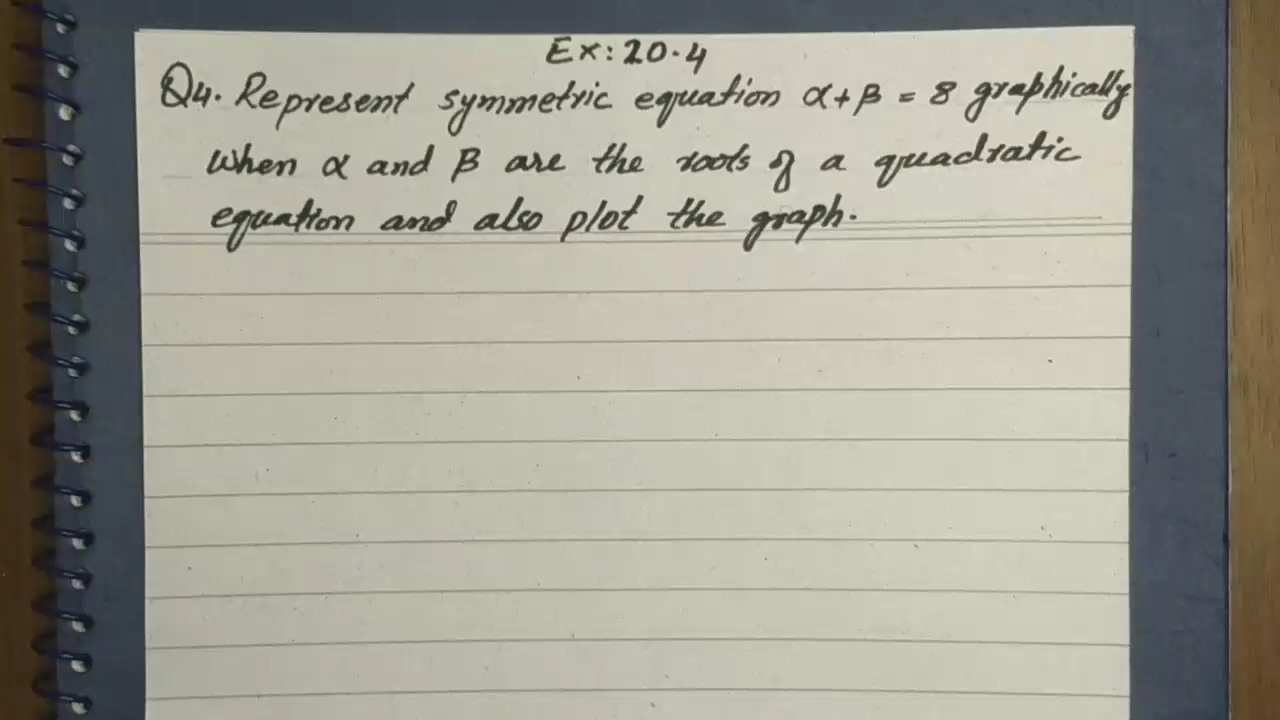 Ex: 20.4
Q4. Represent symmetric equation α+β = 8 graphically
when α and β are the roots of a quadratic
equation and also plot the graph.